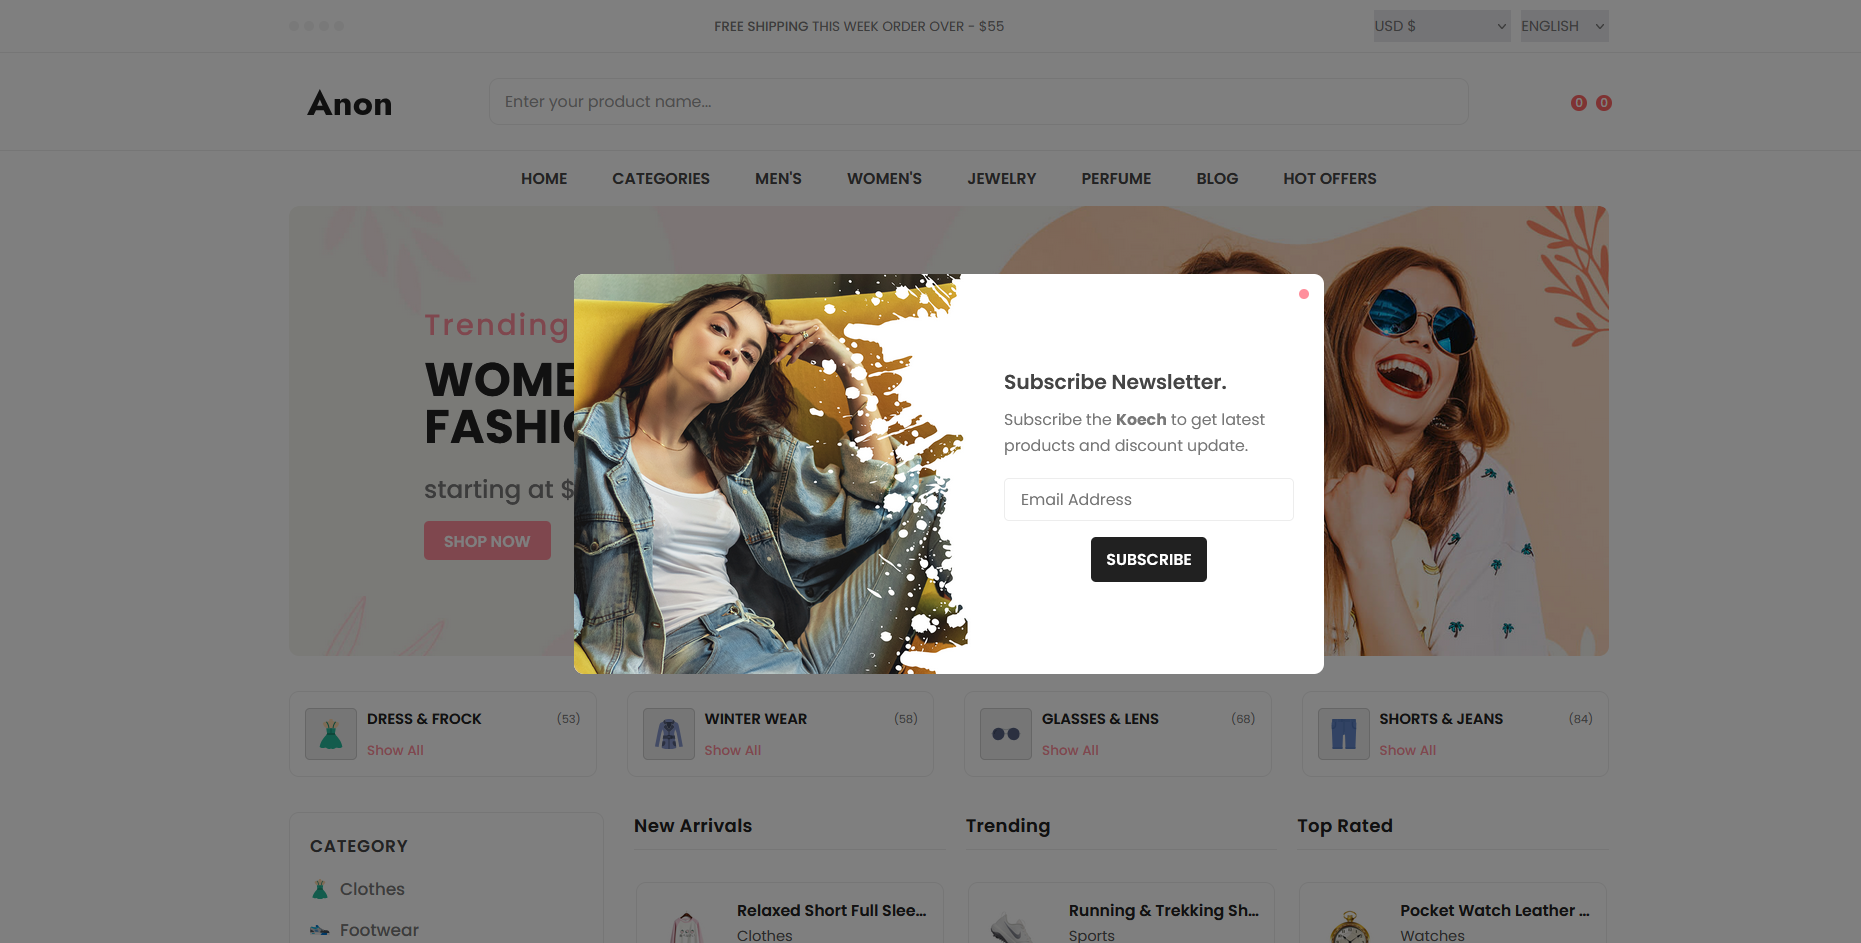 FREE SHIPPING THIS WEEK ORDER OVER - $55
USD $
ENGLISH
Anon
Enter your product name...
0
0
HOME
CATEGORIES
MEN'S
WOMEN'S
JEWELRY
PERFUME
BLOG
HOT OFFERS
Trending
WOME
FASHIO
starting at $
SHOP NOW
Subscribe Newsletter.
Subscribe the Koech to get latest
products and discount update.
Email Address
SUBSCRIBE
DRESS & FROCK
(53)
Show All
WINTER WEAR
(58)
Show All
GLASSES & LENS
(68)
Show All
SHORTS & JEANS
(84)
Show All
CATEGORY
Clothes
Footwear
New Arrivals
Relaxed Short Full Slee...
Clothes
Trending
Running & Trekking Sh...
Sports
Top Rated
Pocket Watch Leather ...
Watches